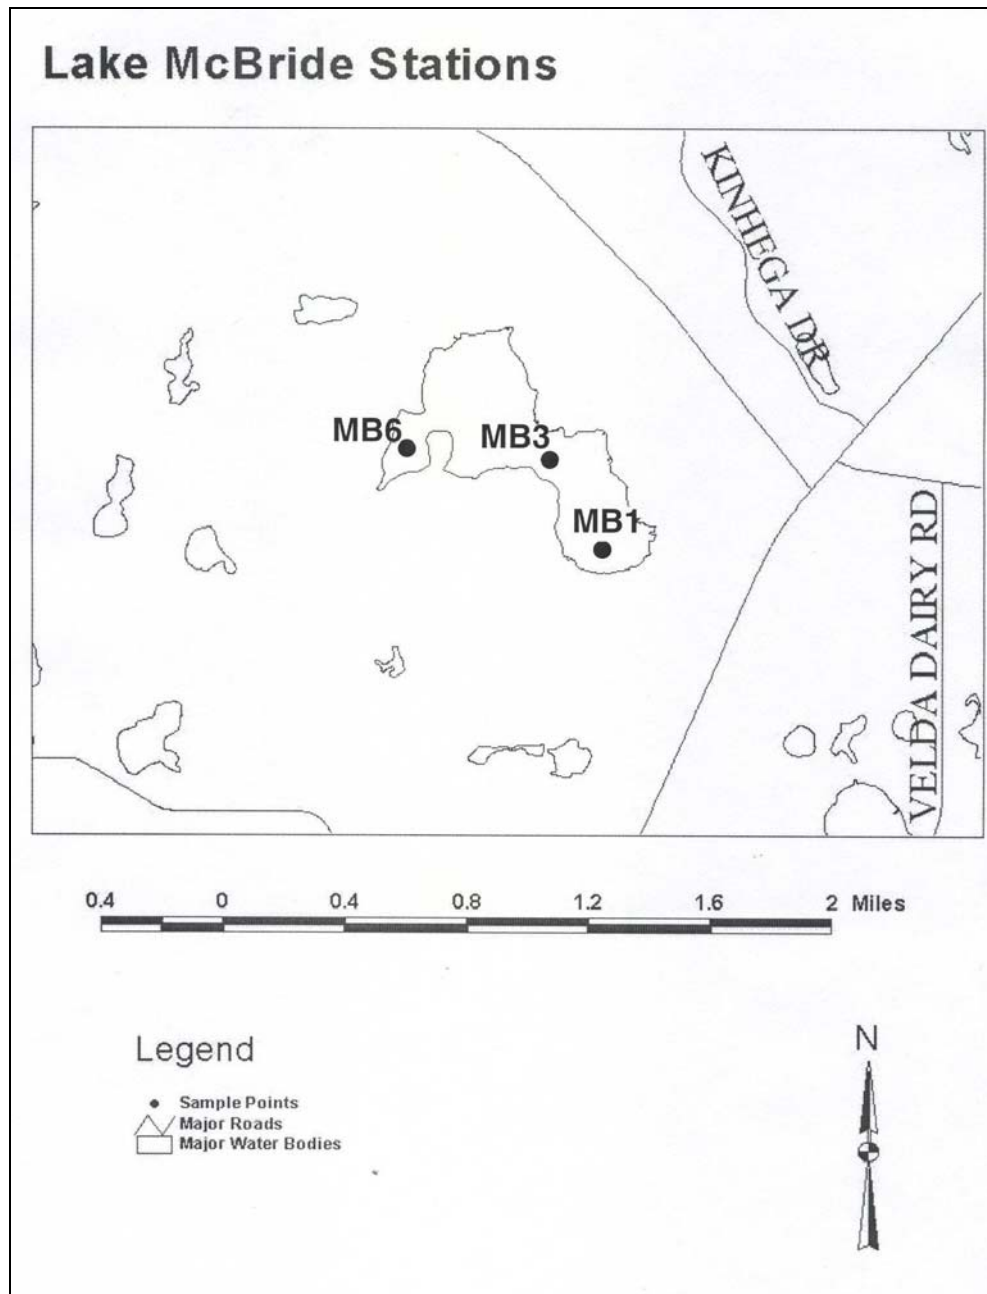 Lake McBride Stations
KINHEGA DR
MB6
MB3
MB1
VELDA DAIRY RD
0.4 0 0.4 0.8 1.2 1.6 2 Miles
Legend
Sample Points
Major Roads
Major Water Bodies
N